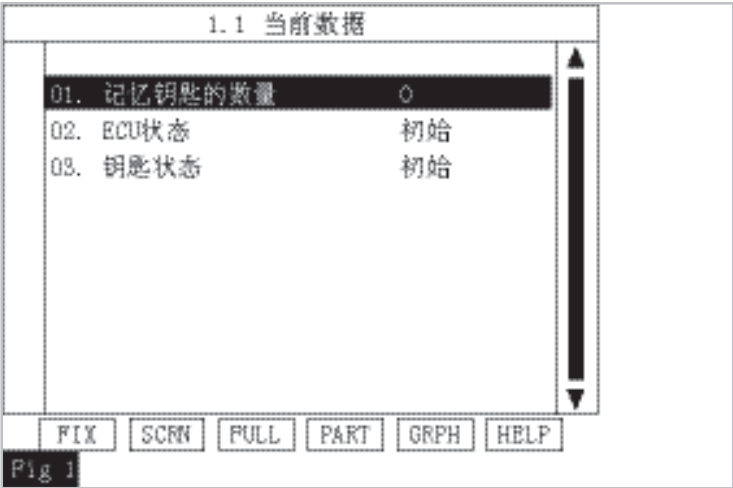 1.1 当前数据
01. 记忆钥匙的数量 0
02. ECU状态 初始
03. 钥匙状态 初始
FIX SCRN FULL PART GRPH HELP
Fig 1